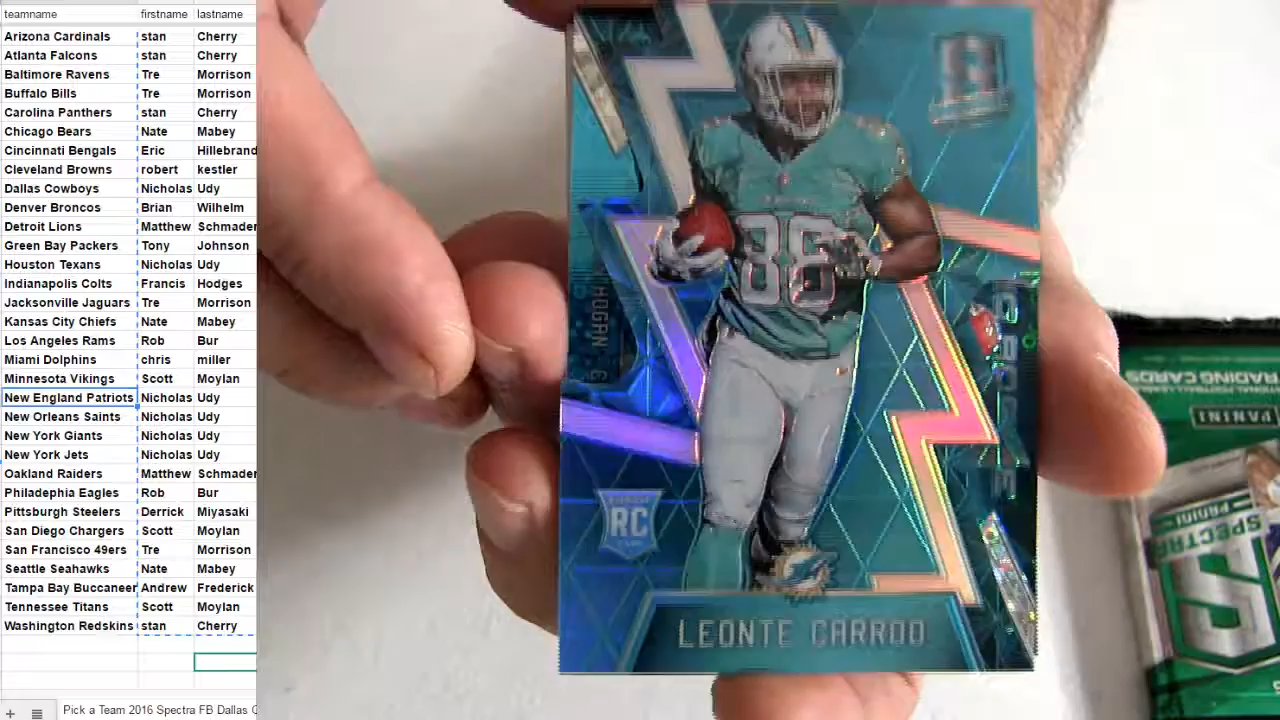 teamname firstname lastname
Arizona Cardinals stan Cherry
Atlanta Falcons stan Cherry
Baltimore Ravens Tre Morrison
Buffalo Bills Tre Morrison
Carolina Panthers stan Cherry
Chicago Bears Nate Mabey
Cincinnati Bengals Eric Hillebrand
Cleveland Browns robert kestler
Dallas Cowboys Nicholas Udy
Denver Broncos Brian Wilhelm
Detroit Lions Matthew Schmader
Green Bay Packers Tony Johnson
Houston Texans Nicholas Udy
Indianapolis Colts Francis Hodges
Jacksonville Jaguars Tre Morrison
Kansas City Chiefs Nate Mabey
Los Angeles Rams Rob Bur
Miami Dolphins chris miller
Minnesota Vikings Scott Moylan
New England Patriots Nicholas Udy
New Orleans Saints Nicholas Udy
New York Giants Nicholas Udy
New York Jets Nicholas Udy
Oakland Raiders Matthew Schmader
Philadephia Eagles Rob Bur
Pittsburgh Steelers Derrick Miyasaki
San Diego Chargers Scott Moylan
San Francisco 49ers Tre Morrison
Seattle Seahawks Nate Mabey
Tampa Bay Buccaneer Andrew Frederick
Tennessee Titans Scott Moylan
Washington Redskins stan Cherry
Pick a Team 2016 Spectra FB Dallas
88
HOGAN
RC
LEONTE CARROO
TRADING CARDS
PANINI
PANINI
SPECTRA